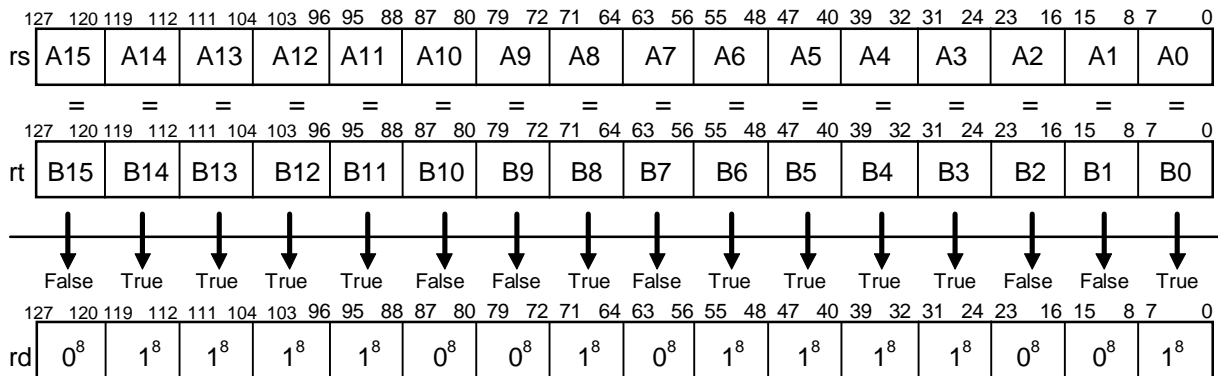 127 120 119 112 111 104 103 96 95 88 87 80 79 72 71 64 63 56 55 48 47 40 39 32 31 24 23 16 15 8 7 0
rs A15 A14 A13 A12 A11 A10 A9 A8 A7 A6 A5 A4 A3 A2 A1 A0
= = = = = = = = = = = = = = = =
127 120 119 112 111 104 103 96 95 88 87 80 79 72 71 64 63 56 55 48 47 40 39 32 31 24 23 16 15 8 7 0
rt B15 B14 B13 B12 B11 B10 B9 B8 B7 B6 B5 B4 B3 B2 B1 B0
False True True True True False False True False True True True True False False True
127 120 119 112 111 104 103 96 95 88 87 80 79 72 71 64 63 56 55 48 47 40 39 32 31 24 23 16 15 8 7 0
rd 0⁸ 1⁸ 1⁸ 1⁸ 1⁸ 0⁸ 0⁸ 1⁸ 0⁸ 1⁸ 1⁸ 1⁸ 1⁸ 0⁸ 0⁸ 1⁸